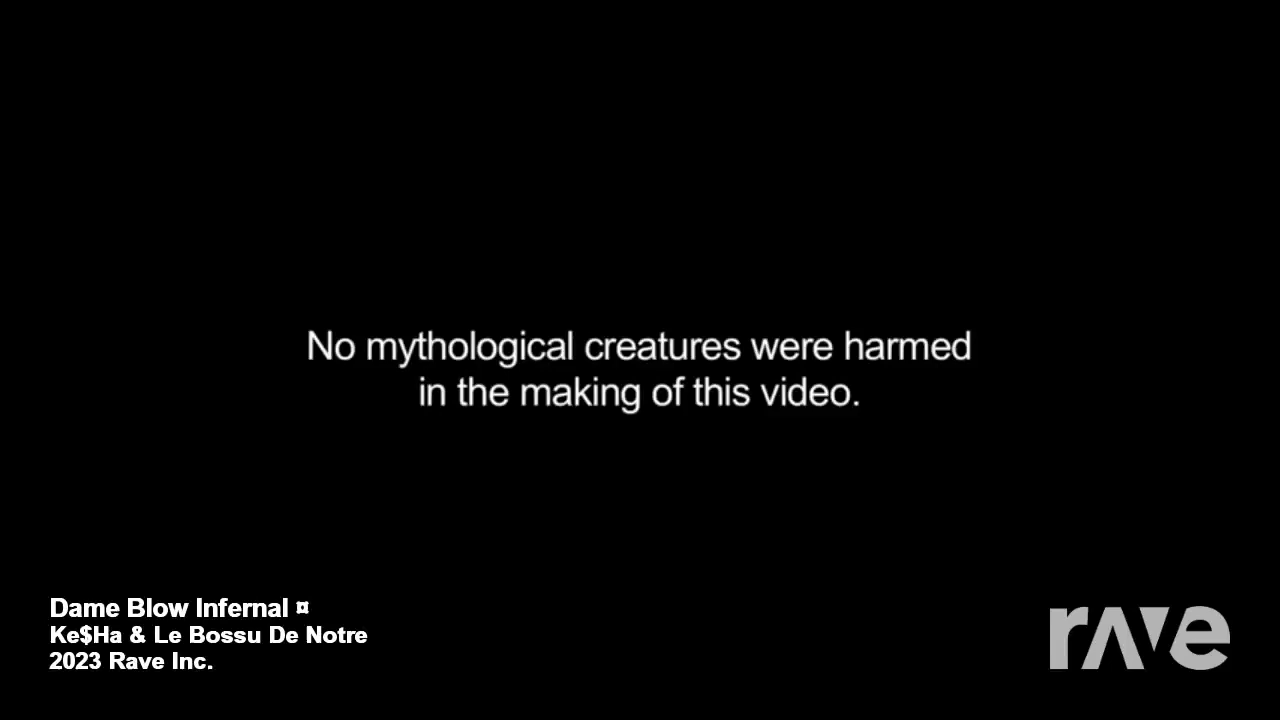 No mythological creatures were harmed
in the making of this video.
Dame Blow Infernal ¤
Ke$Ha & Le Bossu De Notre
2023 Rave Inc.
rave